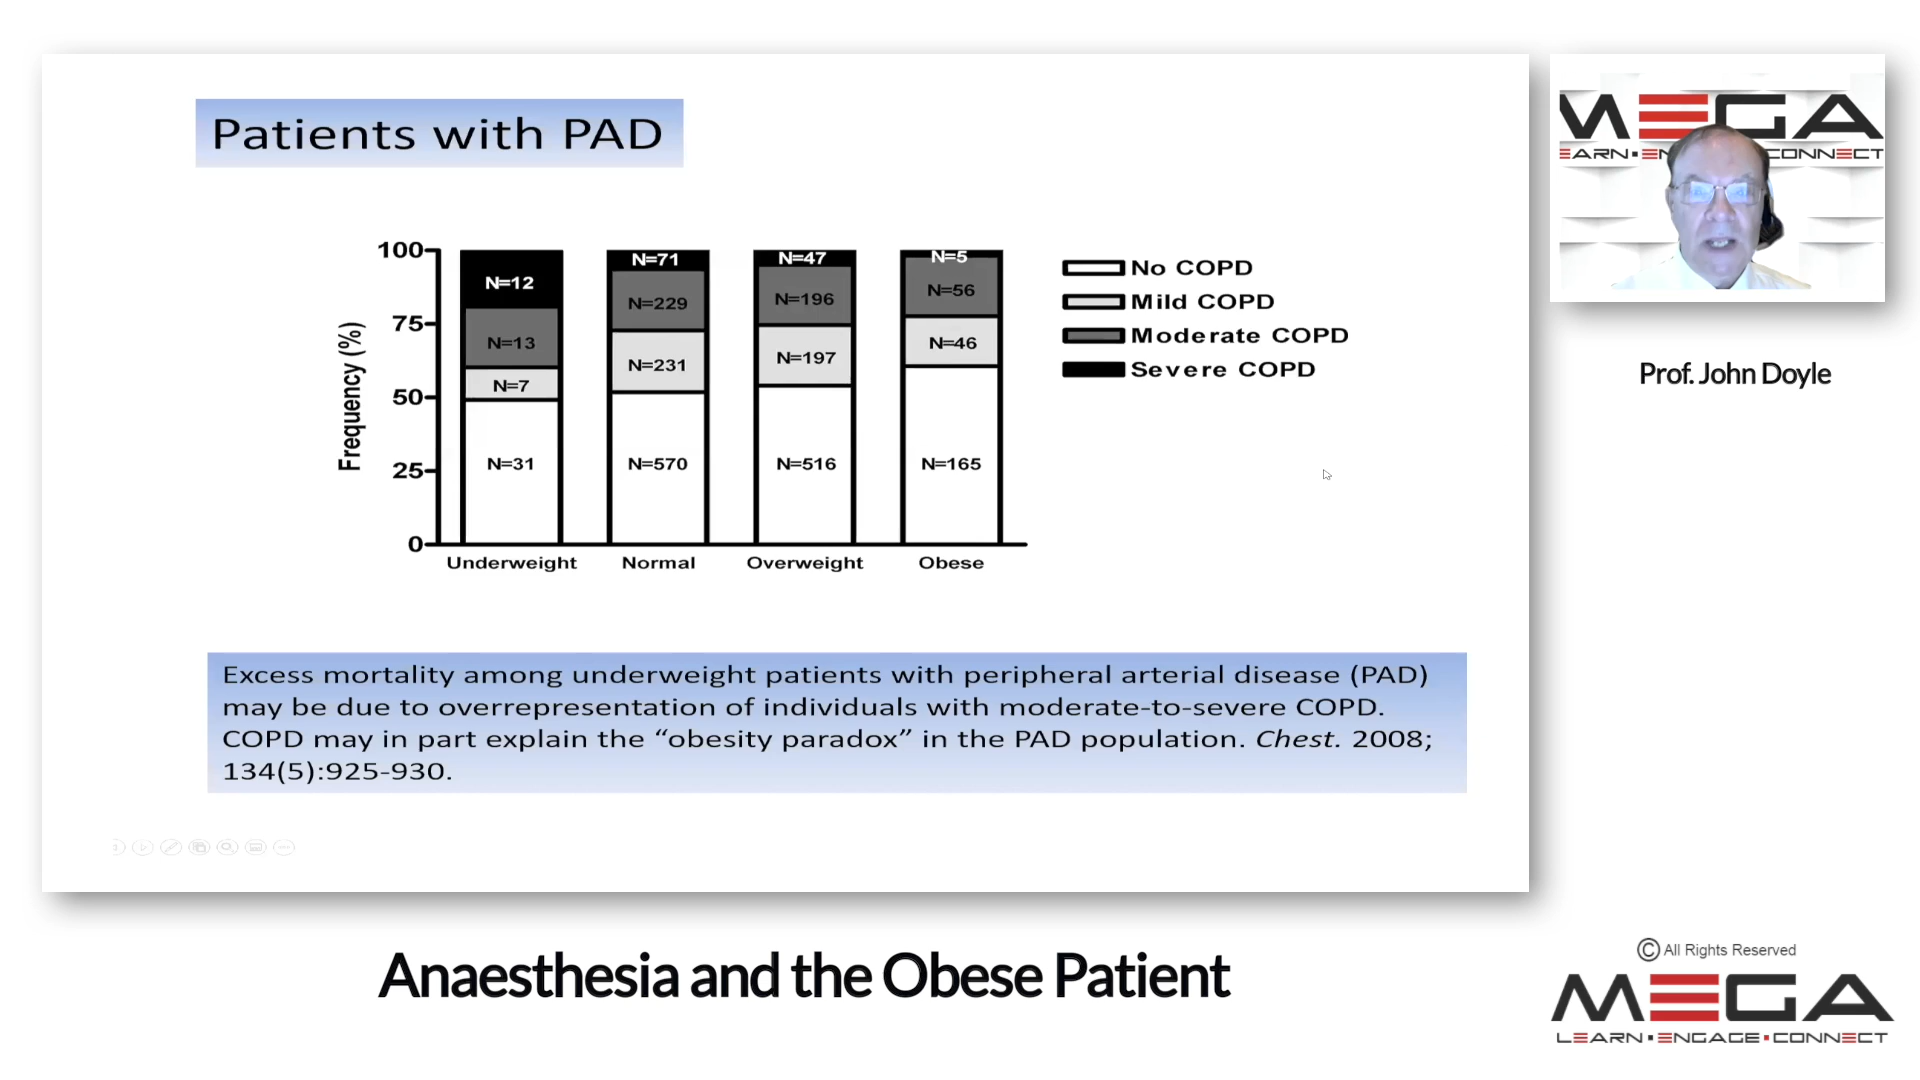 Patients with PAD
100
75
50
25
0
Frequency (%)
N=12
N=13
N=7
N=31
N=71
N=229
N=231
N=570
N=47
N=196
N=197
N=516
N=5
N=56
N=46
N=165
Underweight
Normal
Overweight
Obese
No COPD
Mild COPD
Moderate COPD
Severe COPD
Excess mortality among underweight patients with peripheral arterial disease (PAD)
may be due to overrepresentation of individuals with moderate-to-severe COPD.
COPD may in part explain the “obesity paradox” in the PAD population. Chest. 2008;
134(5):925-930.
MEGA
CONNECT
Prof. John Doyle
Anaesthesia and the Obese Patient
© All Rights Reserved
MEGA
LEARN▪ENGAGE▪CONNECT